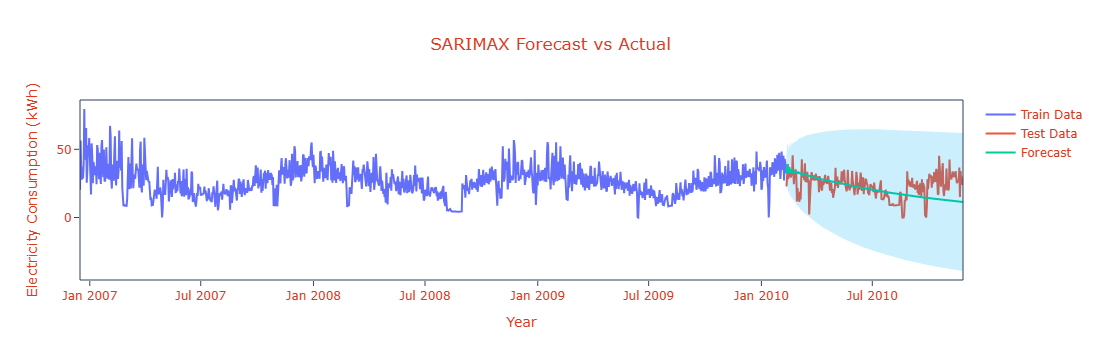 SARIMAX Forecast vs Actual
Electricity Consumption (kWh)
50
0
Jan 2007
Jul 2007
Jan 2008
Jul 2008
Jan 2009
Jul 2009
Jan 2010
Jul 2010
Year
Train Data
Test Data
Forecast